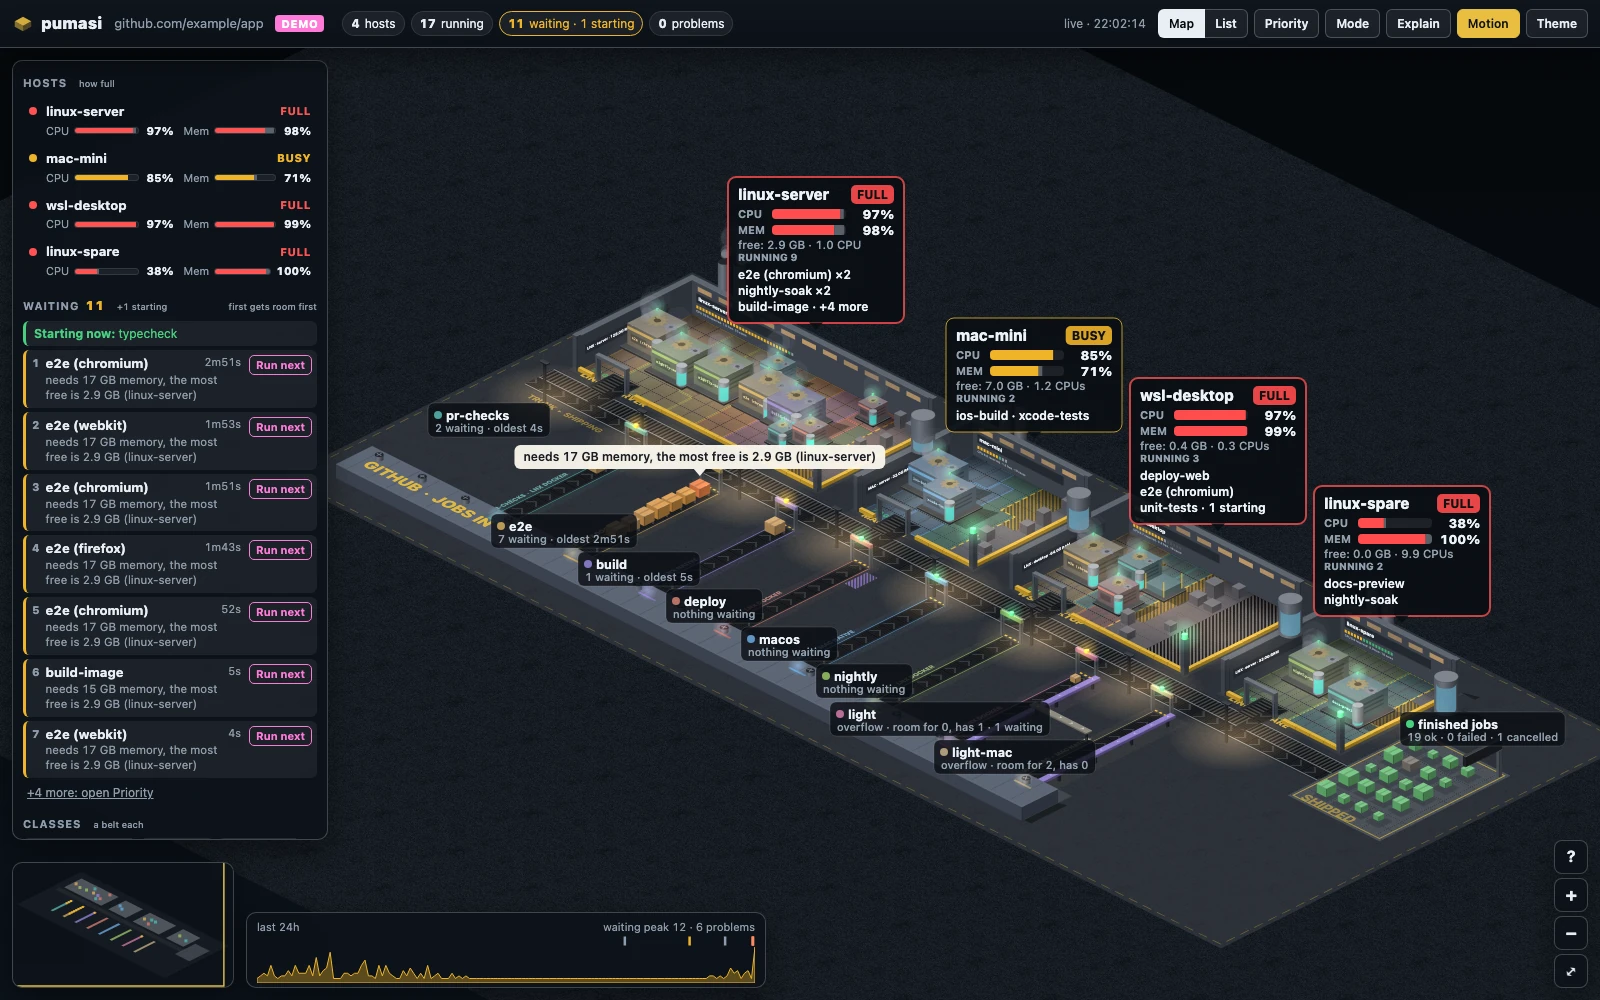 pumasi github.com/example/app DEMO 4 hosts 17 running 11 waiting · 1 starting 0 problems live · 22:02:14 Map List Priority Mode Explain Motion Theme
HOSTS how full
linux-server FULL
CPU 97% Mem 98%
mac-mini BUSY
CPU 85% Mem 71%
wsl-desktop FULL
CPU 97% Mem 99%
linux-spare FULL
CPU 38% Mem 100%
WAITING 11 +1 starting first gets room first
Starting now: typecheck
1 e2e (chromium) 2m51s Run next
needs 17 GB memory, the most
free is 2.9 GB (linux-server)
2 e2e (webkit) 1m53s Run next
needs 17 GB memory, the most
free is 2.9 GB (linux-server)
3 e2e (chromium) 1m51s Run next
needs 17 GB memory, the most
free is 2.9 GB (linux-server)
4 e2e (firefox) 1m43s Run next
needs 17 GB memory, the most
free is 2.9 GB (linux-server)
5 e2e (chromium) 52s Run next
needs 17 GB memory, the most
free is 2.9 GB (linux-server)
6 build-image 5s Run next
needs 15 GB memory, the most
free is 2.9 GB (linux-server)
7 e2e (webkit) 4s Run next
needs 17 GB memory, the most
free is 2.9 GB (linux-server)
+4 more: open Priority
CLASSES a belt each
linux-server FULL
CPU 97%
MEM 98%
free: 2.9 GB · 1.0 CPU
RUNNING 9
e2e (chromium) ×2
nightly-soak ×2
build-image · +4 more
mac-mini BUSY
CPU 85%
MEM 71%
free: 7.0 GB · 1.2 CPUs
RUNNING 2
ios-build · xcode-tests
wsl-desktop FULL
CPU 97%
MEM 99%
free: 0.4 GB · 0.3 CPUs
RUNNING 3
deploy-web
e2e (chromium)
unit-tests · 1 starting
linux-spare FULL
CPU 38%
MEM 100%
free: 0.0 GB · 9.9 CPUs
RUNNING 2
docs-preview
nightly-soak
pr-checks
2 waiting · oldest 4s
needs 17 GB memory, the most free is 2.9 GB (linux-server)
GITHUB · JOBS IN
e2e
7 waiting · oldest 2m51s
build
1 waiting · oldest 5s
deploy
nothing waiting
macos
nothing waiting
nightly
nothing waiting
light
overflow · room for 0, has 1 · 1 waiting
light-mac
overflow · room for 2, has 0
finished jobs
19 ok · 0 failed · 1 cancelled
SHIPPED
last 24h waiting peak 12 · 6 problems
?
+
−